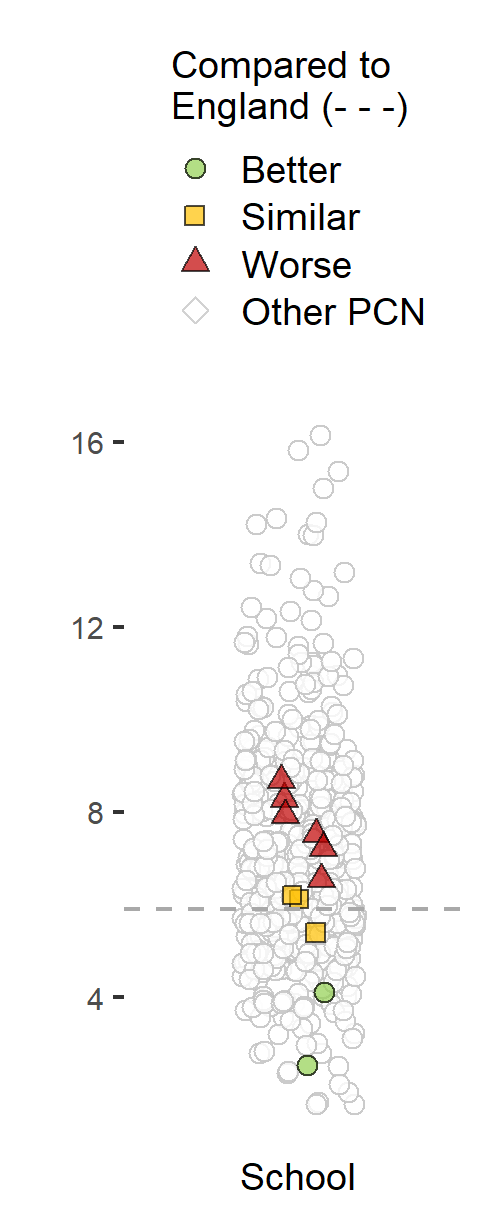 Compared to
England (- - -)
Better
Similar
Worse
Other PCN
16
12
8
4
School